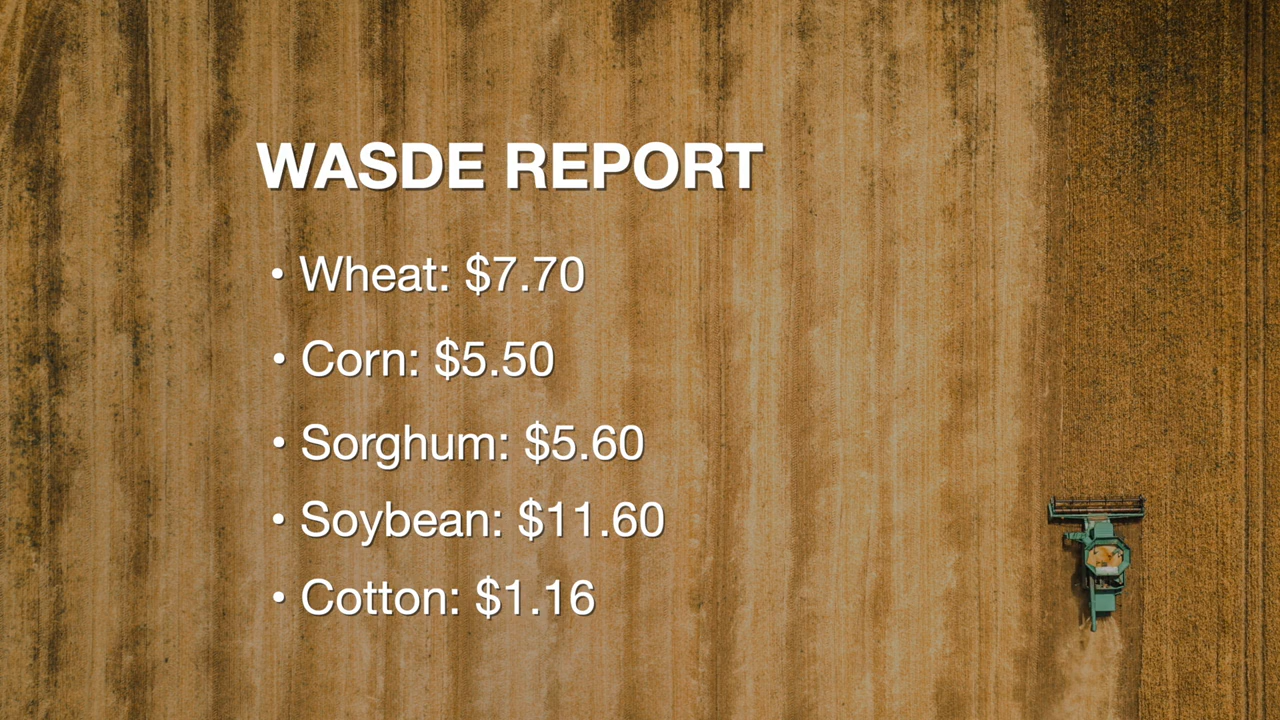 WASDE REPORT
• Wheat: $7.70
• Corn: $5.50
• Sorghum: $5.60
• Soybean: $11.60
• Cotton: $1.16